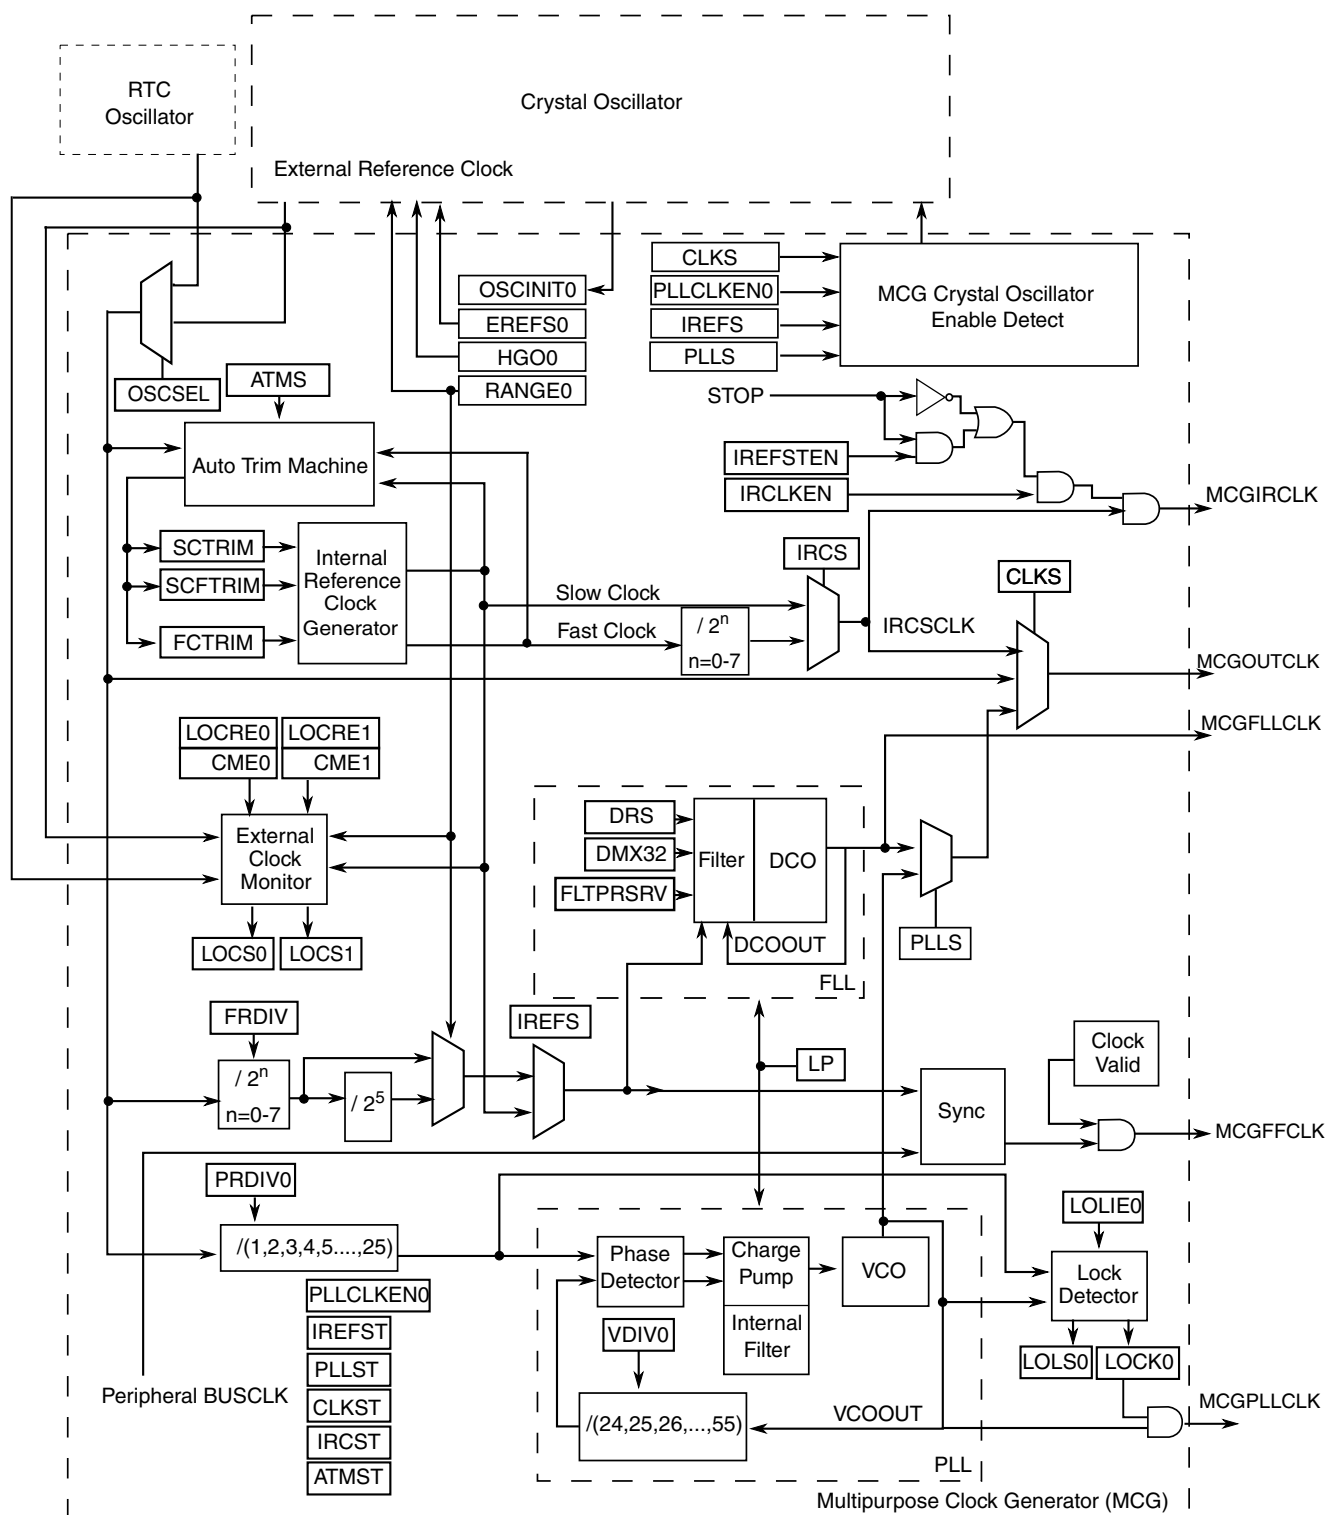 RTC
Oscillator
Crystal Oscillator
External Reference Clock
OSCINIT0
EREFS0
HGO0
RANGE0
CLKS
PLLCLKEN0
IREFS
PLLS
MCG Crystal Oscillator
Enable Detect
OSCSEL
ATMS
Auto Trim Machine
STOP
IREFSTEN
IRCLKEN
MCGIRCLK
SCTRIM
SCFTRIM
FCTRIM
Internal
Reference
Clock
Generator
Slow Clock
Fast Clock
/ 2n
n=0-7
IRCS
IRCSCLK
CLKS
MCGOUTCLK
MCGFLLCLK
LOCRE0
CME0
LOCRE1
CME1
External
Clock
Monitor
LOCS0
LOCS1
DRS
DMX32
FLTPRSRV
Filter
DCO
DCOOUT
FLL
PLLS
FRDIV
/ 2n
n=0-7
/ 25
IREFS
LP
Clock
Valid
Sync
MCGFFCLK
PRDIV0
/(1,2,3,4,5....,25)
PLLCLKEN0
IREFST
PLLST
CLKST
IRCST
ATMST
Peripheral BUSCLK
Phase
Detector
Charge
Pump
Internal
Filter
VCO
VDIV0
/(24,25,26,...,55)
VCOOUT
PLL
LOLIE0
Lock
Detector
LOLS0
LOCK0
MCGPLLCLK
Multipurpose Clock Generator (MCG)